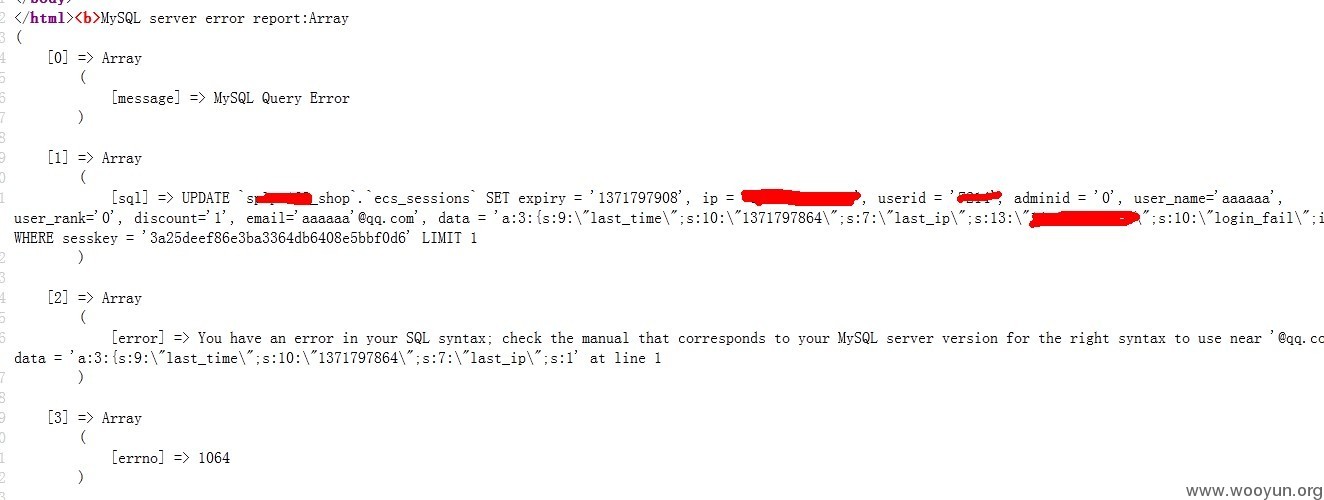 </html><b>MySQL server error report:Array
(
[0] => Array
(
[message] => MySQL Query Error
)
[1] => Array
(
[sql] => UPDATE `sp _shop`.`ecs_sessions` SET expiry = '1371797908', ip = ', userid = ' ', adminid = '0', user_name='aaaaaa',
user_rank='0', discount='1', email='aaaaaa'@qq.com', data = 'a:3:{s:9:\"last_time\";s:10:\"1371797864\";s:7:\"last_ip\";s:13:\" \";s:10:\"login_fail\";i
WHERE sesskey = '3a25deef86e3ba3364db6408e5bbf0d6' LIMIT 1
)
[2] => Array
(
[error] => You have an error in your SQL syntax; check the manual that corresponds to your MySQL server version for the right syntax to use near '@qq.co
data = 'a:3:{s:9:\"last_time\";s:10:\"1371797864\";s:7:\"last_ip\";s:1' at line 1
)
[3] => Array
(
[errno] => 1064
)
www.wooyun.org